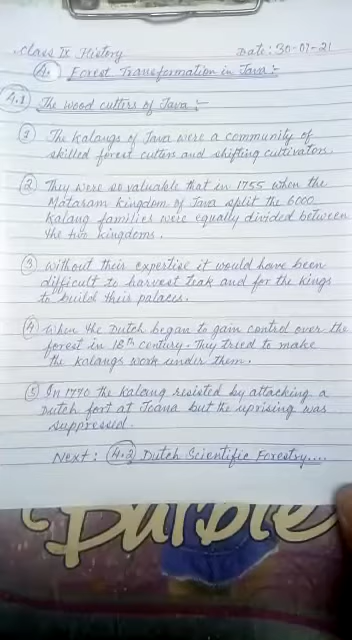 Class IX History
Date: 30-07-21
4. Forest Transformation in Java :-
4.1 The wood cutters of Java :-
1 The Kalangs of Java were a community of
skilled forest cutters and shifting cultivators.
2 They were so valuable that in 1755 when the
Mataram kingdom of Java split the 6000
Kalang families were equally divided between
the two kingdoms.
3 without their expertise it would have been
difficult to harvest teak and for the kings
to build their palaces.
4 when the Dutch began to gain control over the
forest in 18th century. They tried to make
the kalangs work under them.
5 In 1770 the Kalang resisted by attacking a
Dutch fort at Joana but the uprising was
suppressed.
Next : 4.2 Dutch Scientific Forestry....
Barbie